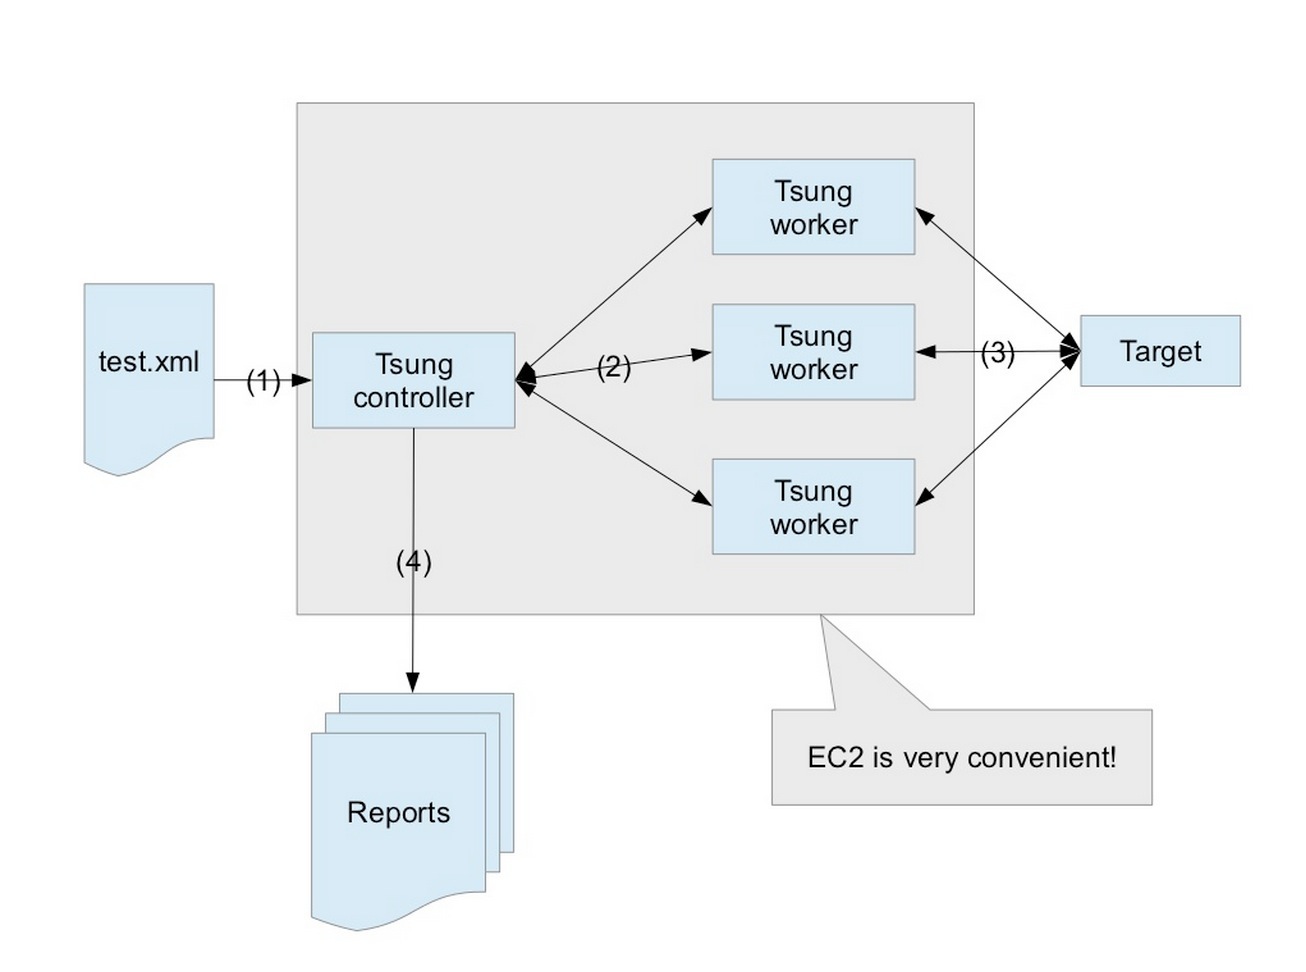 Tsung
worker
test.xml
(1)
Tsung
controller
(2)
Tsung
worker
(3)
Target
Tsung
worker
(4)
EC2 is very convenient!
Reports